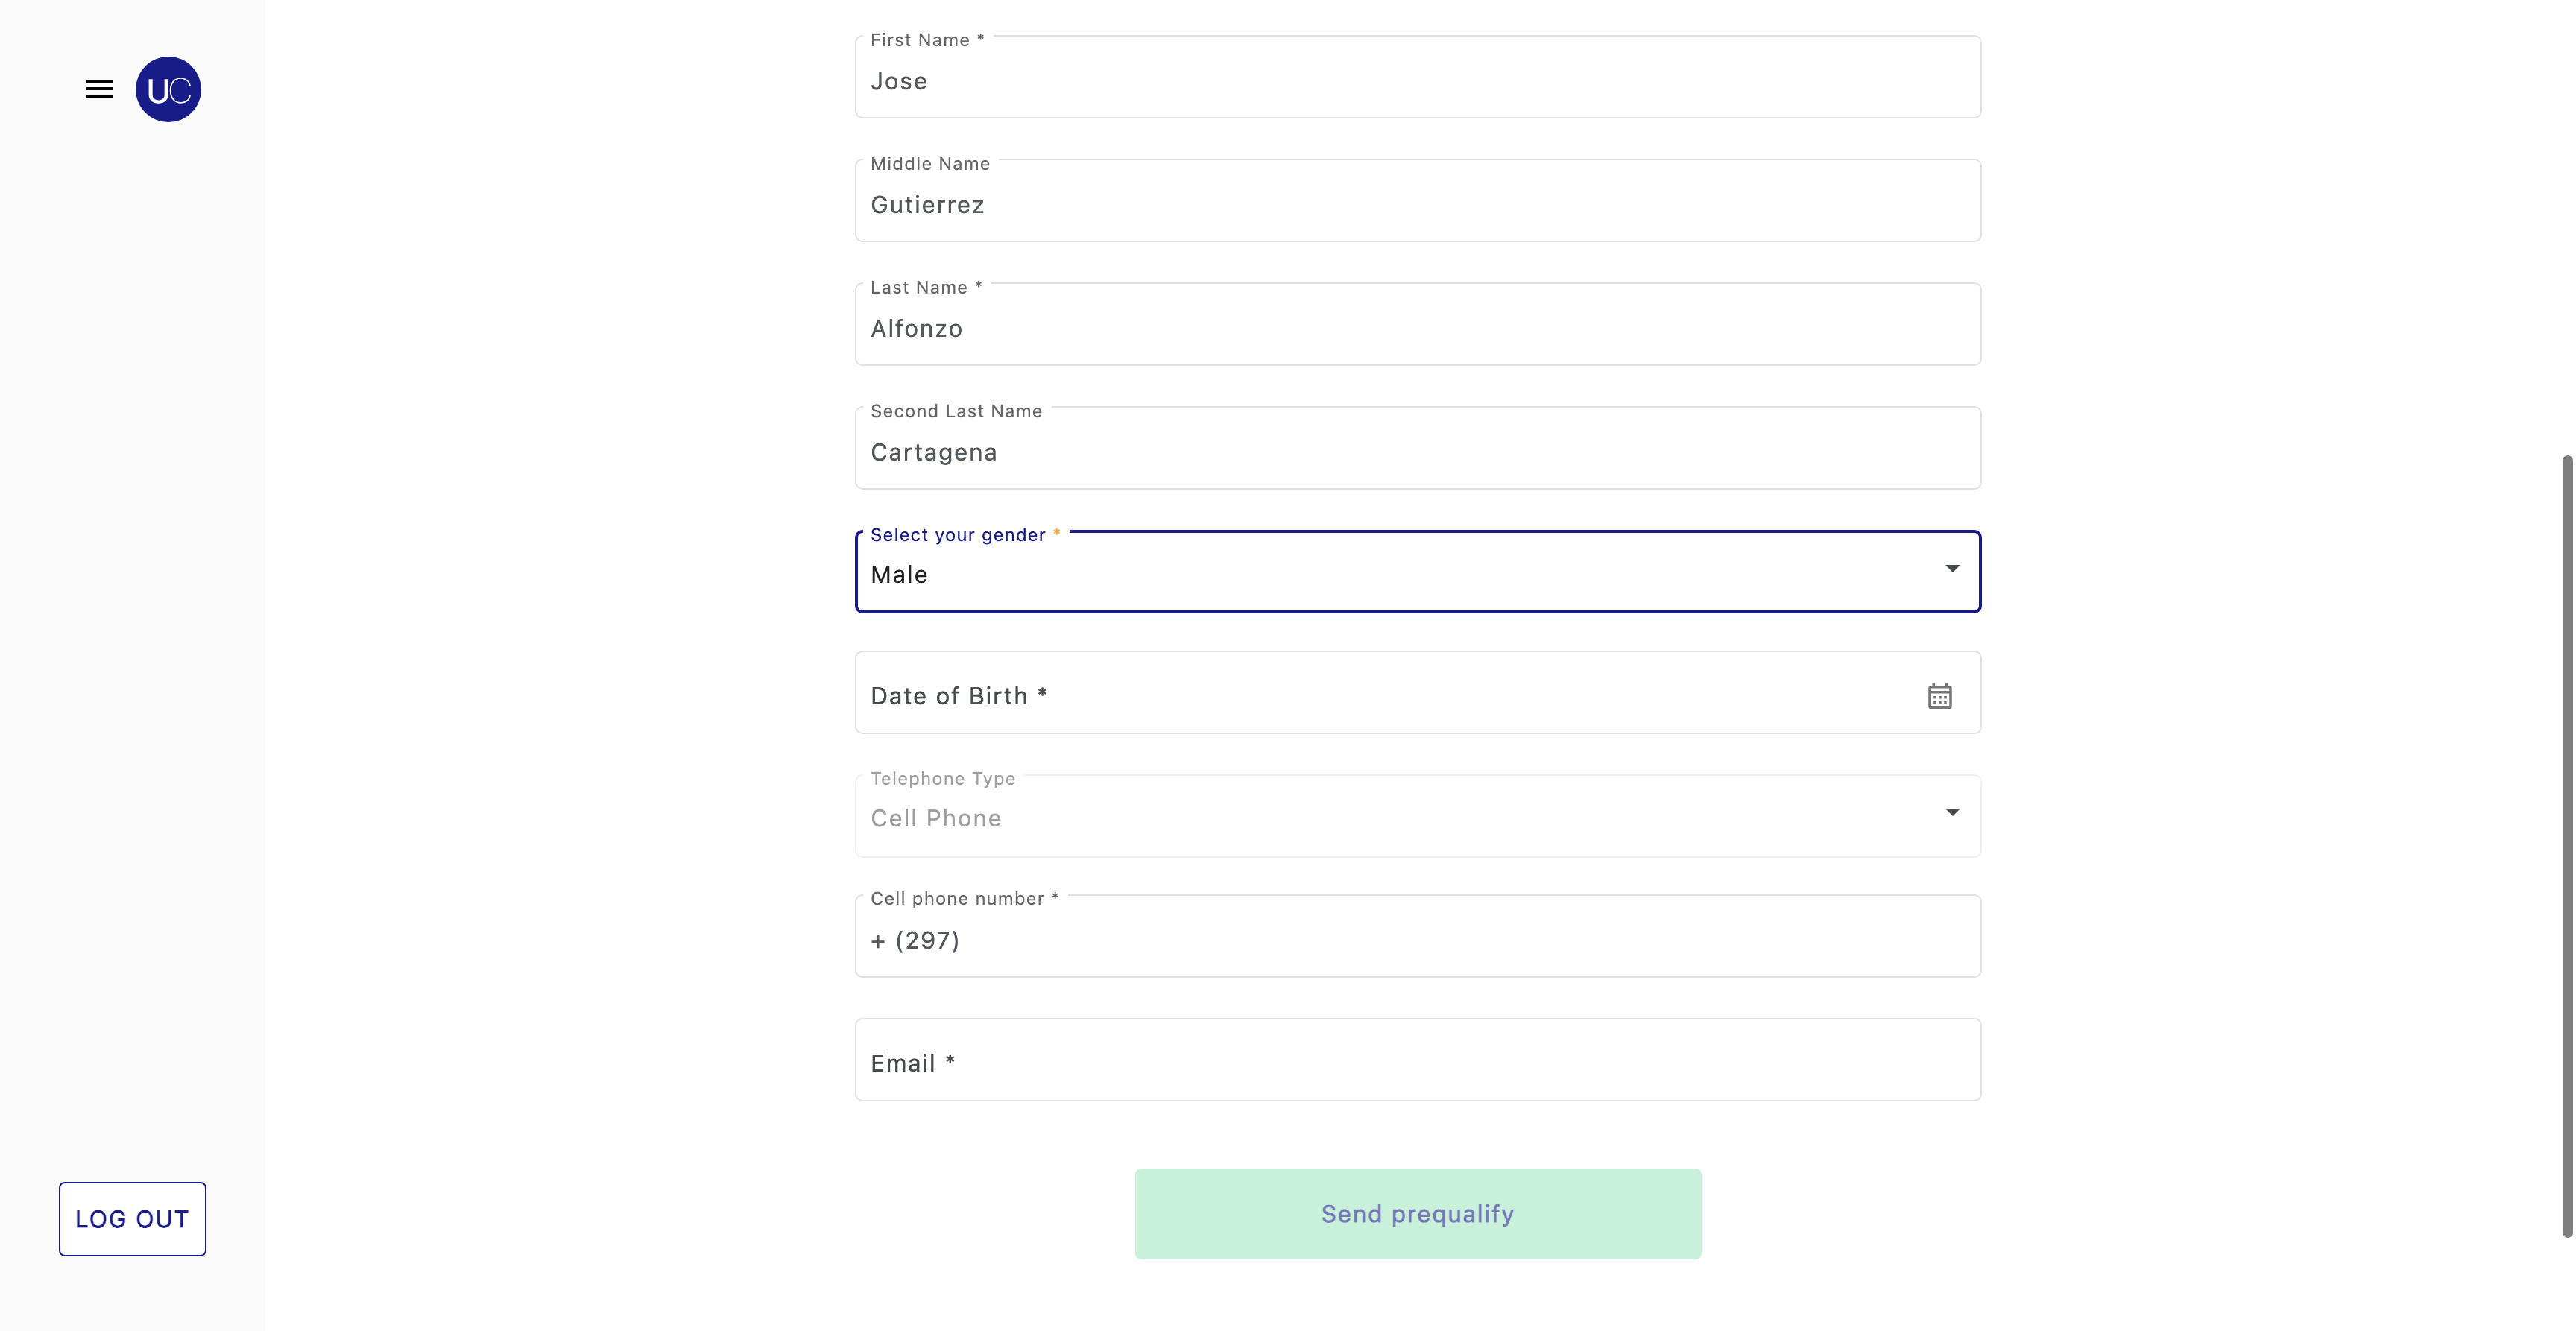 UC
First Name *
Jose
Middle Name
Gutierrez
Last Name *
Alfonzo
Second Last Name
Cartagena
Select your gender *
Male
Date of Birth *
Telephone Type
Cell Phone
Cell phone number *
+ (297)
Email *
Send prequalify
LOG OUT